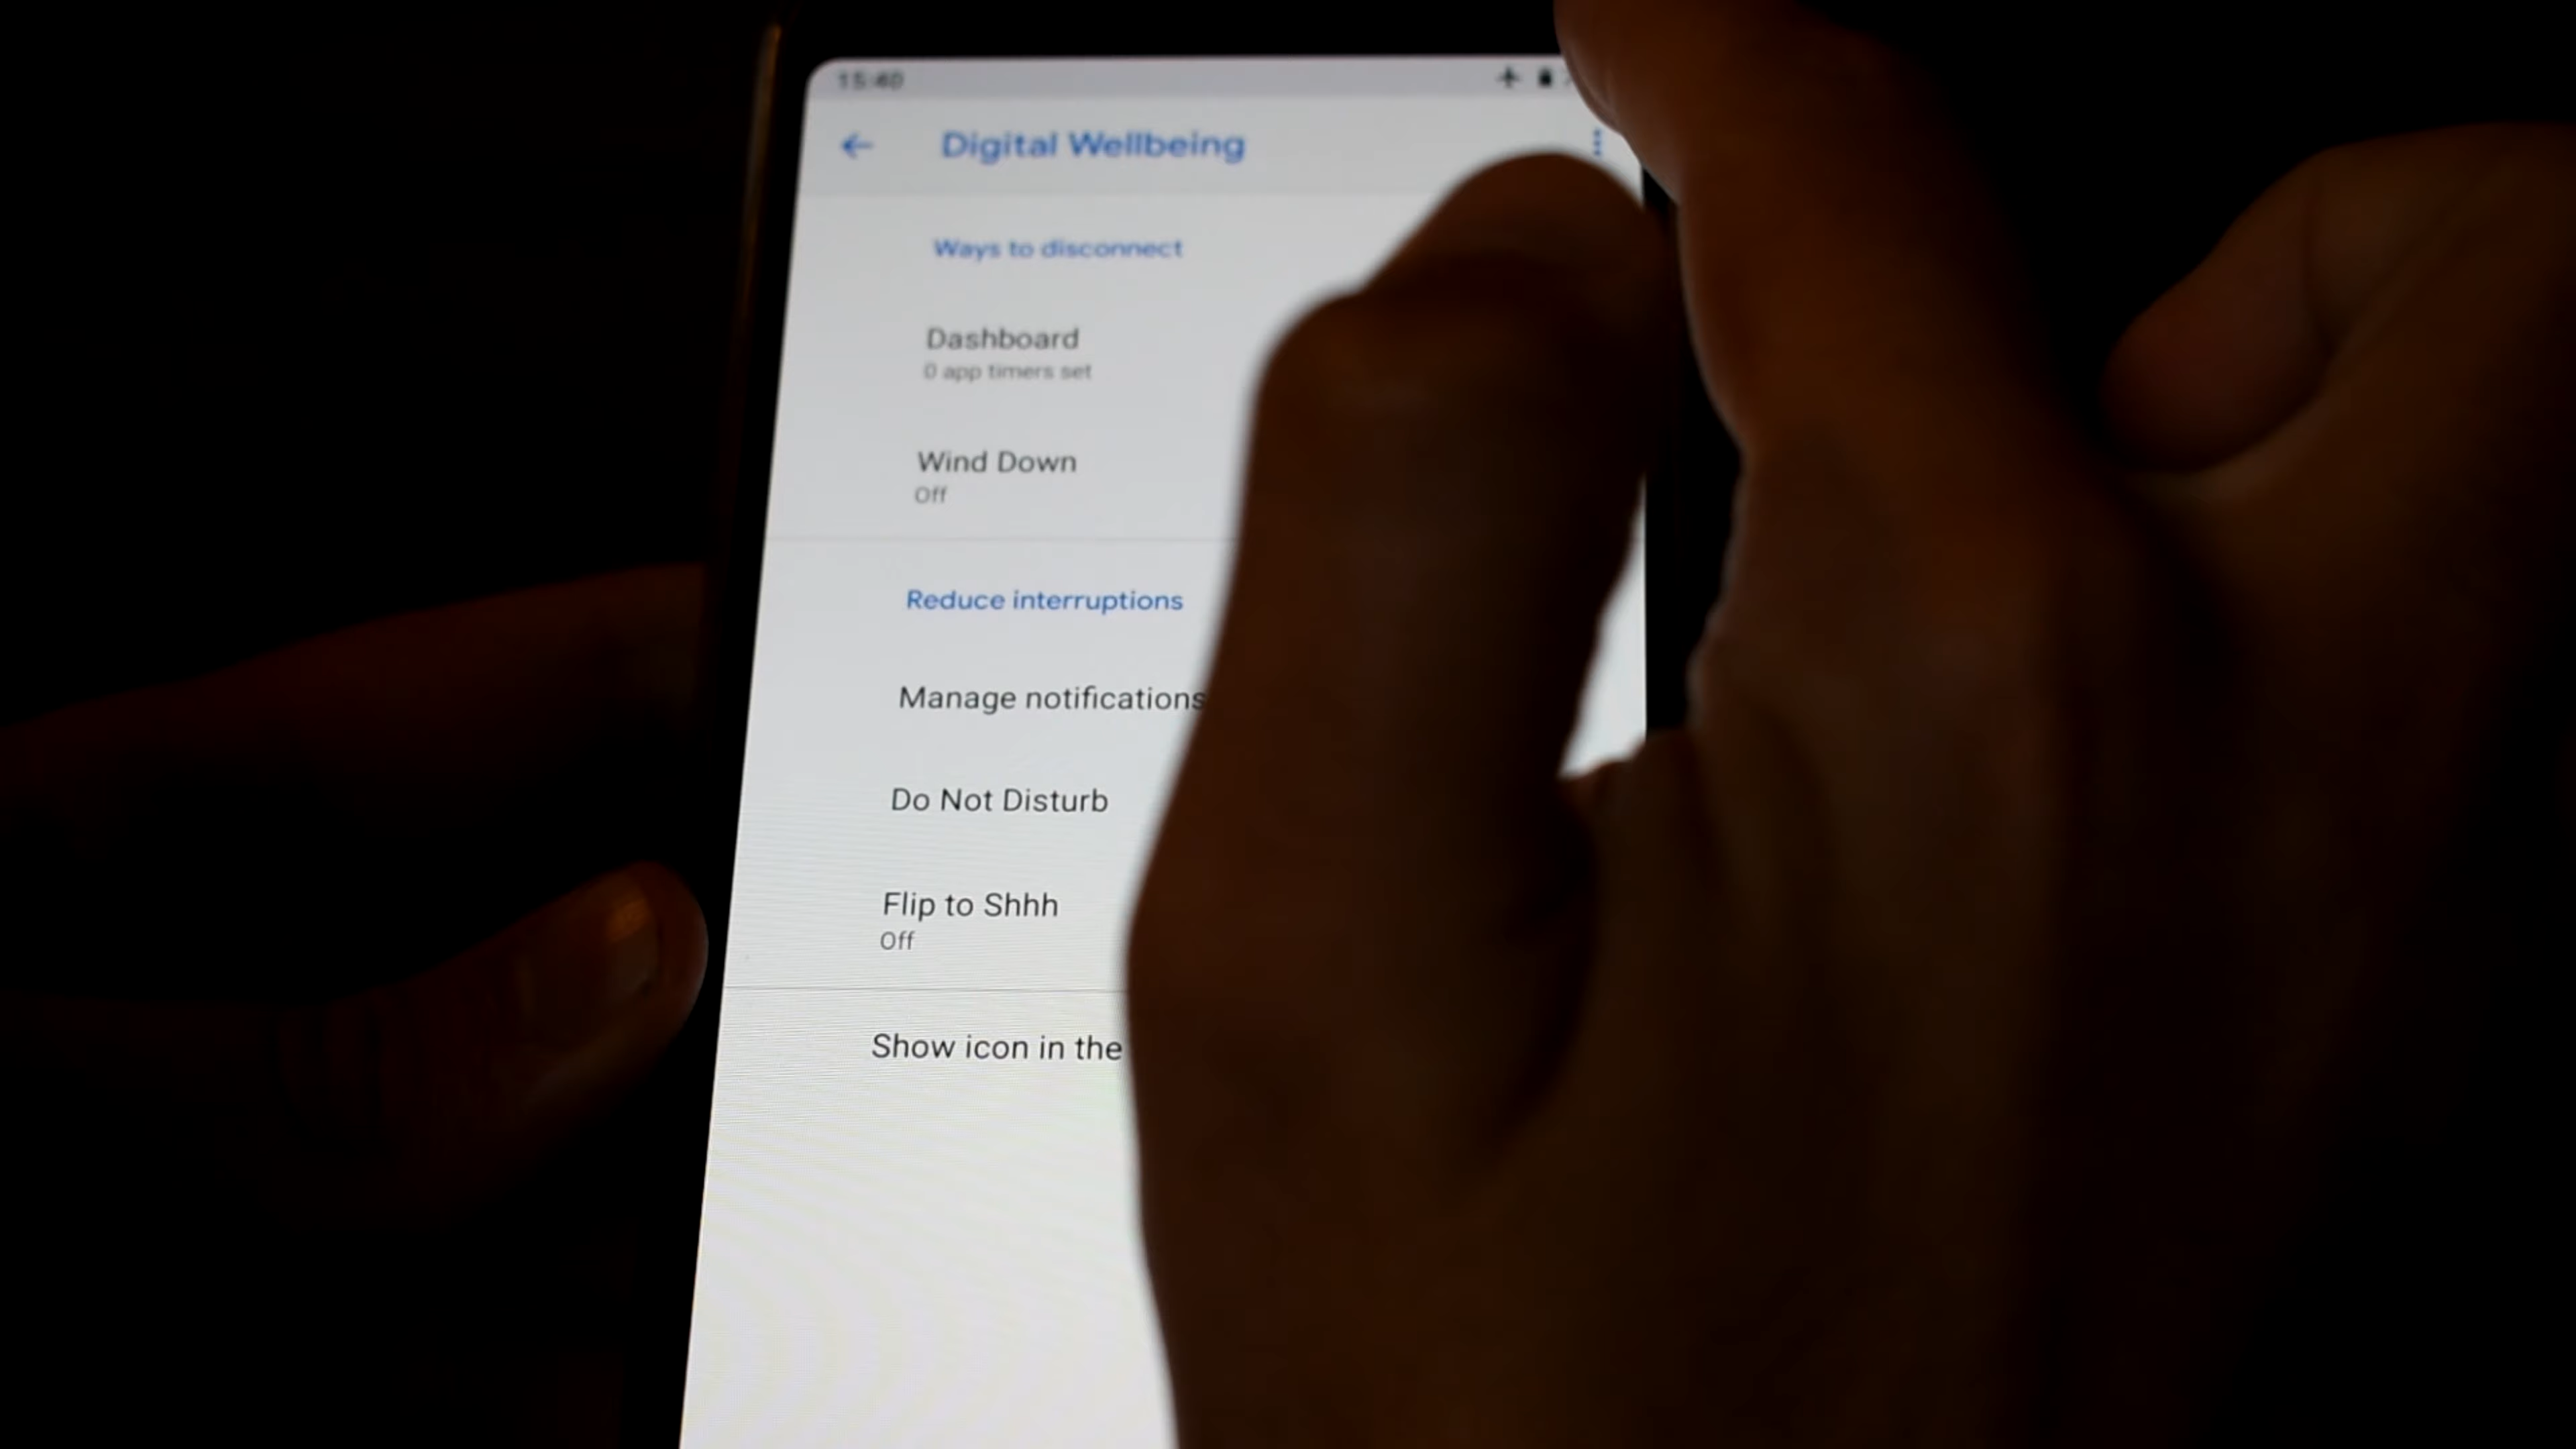 15:40
Digital Wellbeing
Ways to disconnect
Dashboard
0 app timers set
Wind Down
Off
Reduce interruptions
Manage notifications
Do Not Disturb
Flip to Shhh
Off
Show icon in the